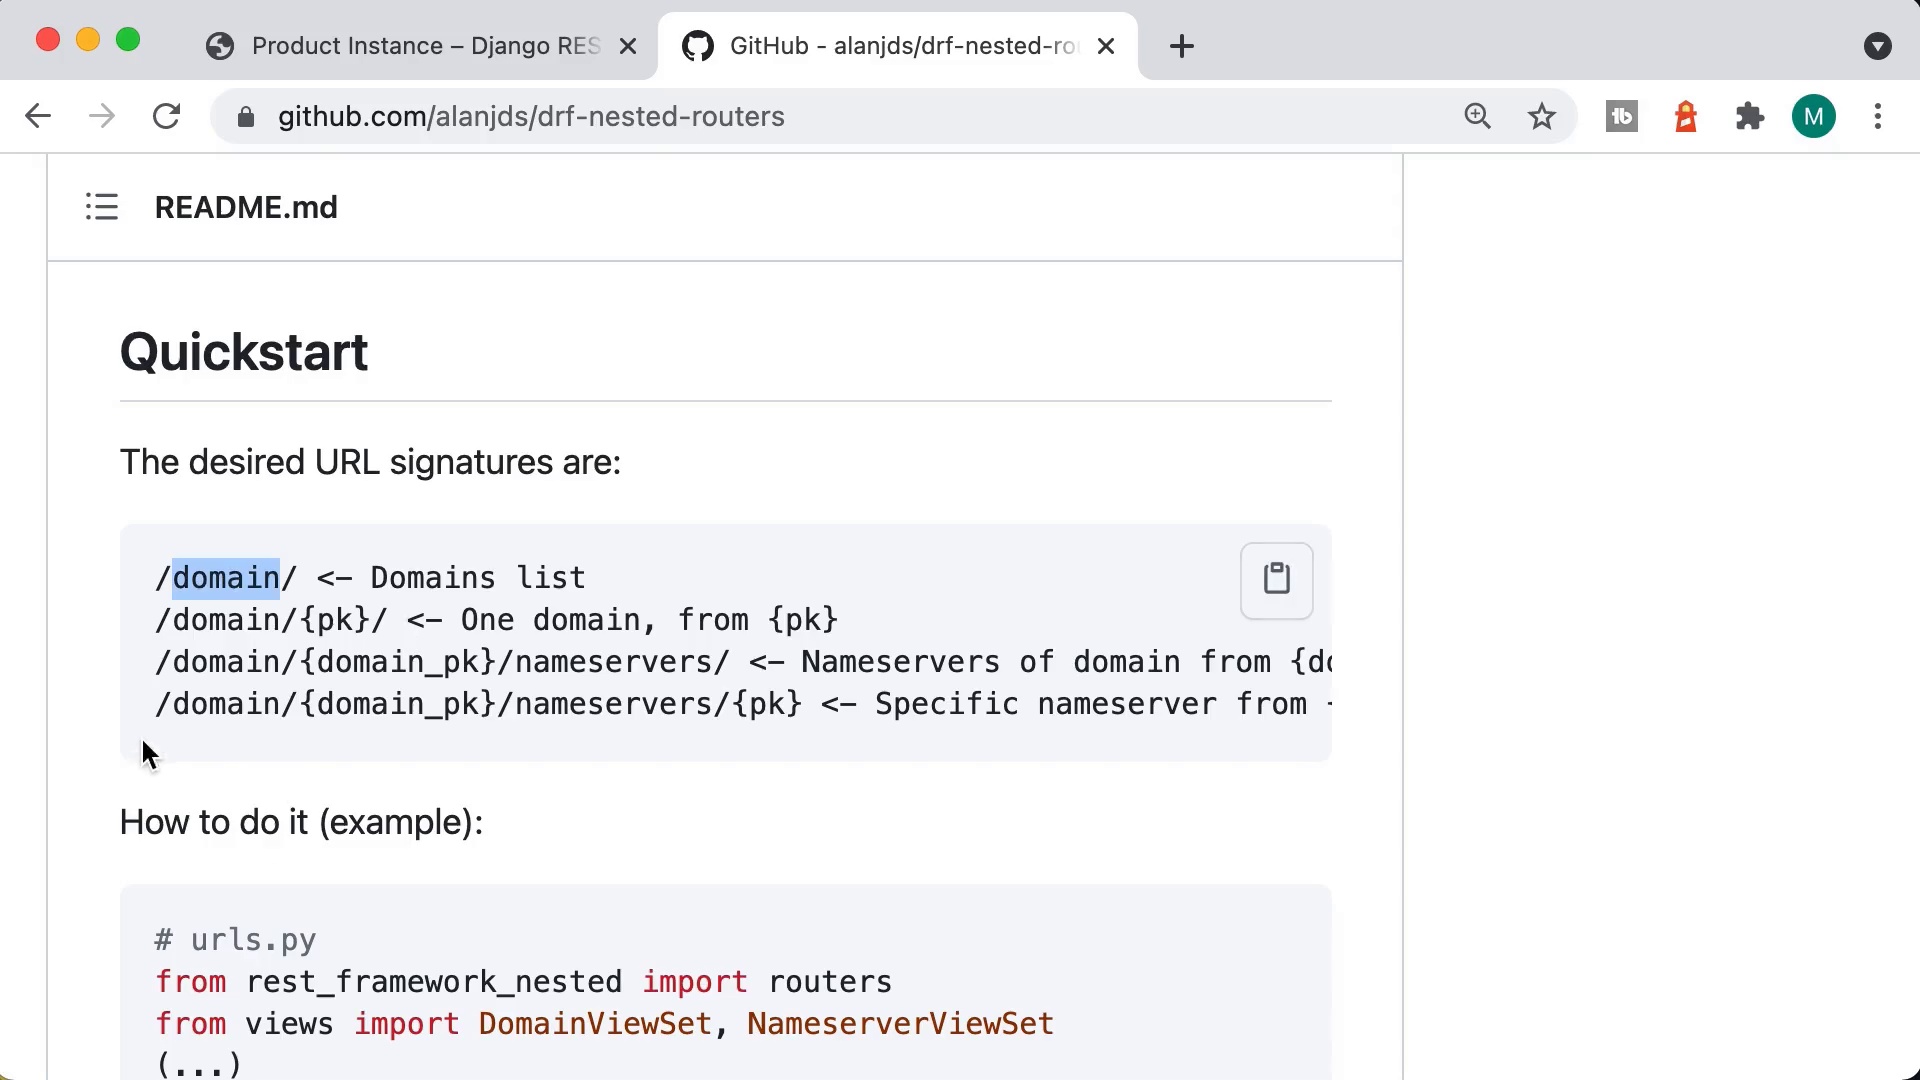 Product Instance – Django RES
GitHub - alanjds/drf-nested-rou
github.com/alanjds/drf-nested-routers
M
README.md
Quickstart
The desired URL signatures are:
/domain/ <- Domains list
/domain/{pk}/ <- One domain, from {pk}
/domain/{domain_pk}/nameservers/ <- Nameservers of domain from {do
/domain/{domain_pk}/nameservers/{pk} <- Specific nameserver from
How to do it (example):
# urls.py
from rest_framework_nested import routers
from views import DomainViewSet, NameserverViewSet
(...)